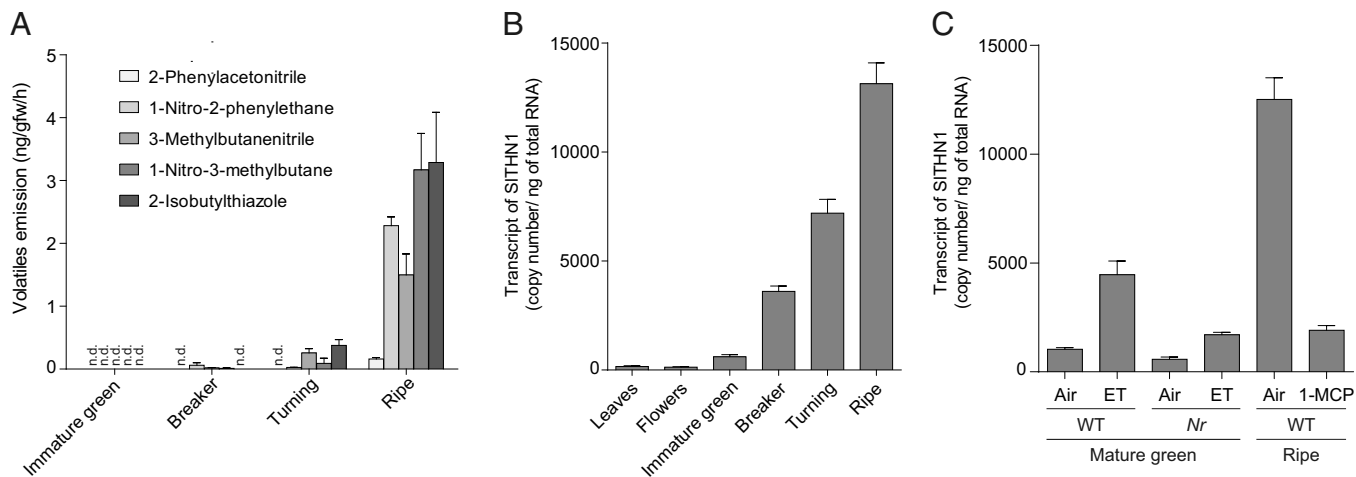 A
Volatiles emission (ng/gfw/h)
5
4
3
2
1
0
2-Phenylacetonitrile
1-Nitro-2-phenylethane
3-Methylbutanenitrile
1-Nitro-3-methylbutane
2-Isobutylthiazole
n.d. n.d. n.d. n.d. n.d.
n.d. n.d.
n.d.
Immature green
Breaker
Turning
Ripe
B
Transcript of SlTHN1
(copy number/ ng of total RNA)
15000
10000
5000
0
Leaves
Flowers
Immature green
Breaker
Turning
Ripe
C
Transcript of SlTHN1
(copy number/ ng of total RNA)
15000
10000
5000
0
Air ET Air ET Air 1-MCP
WT Nr WT
Mature green Ripe